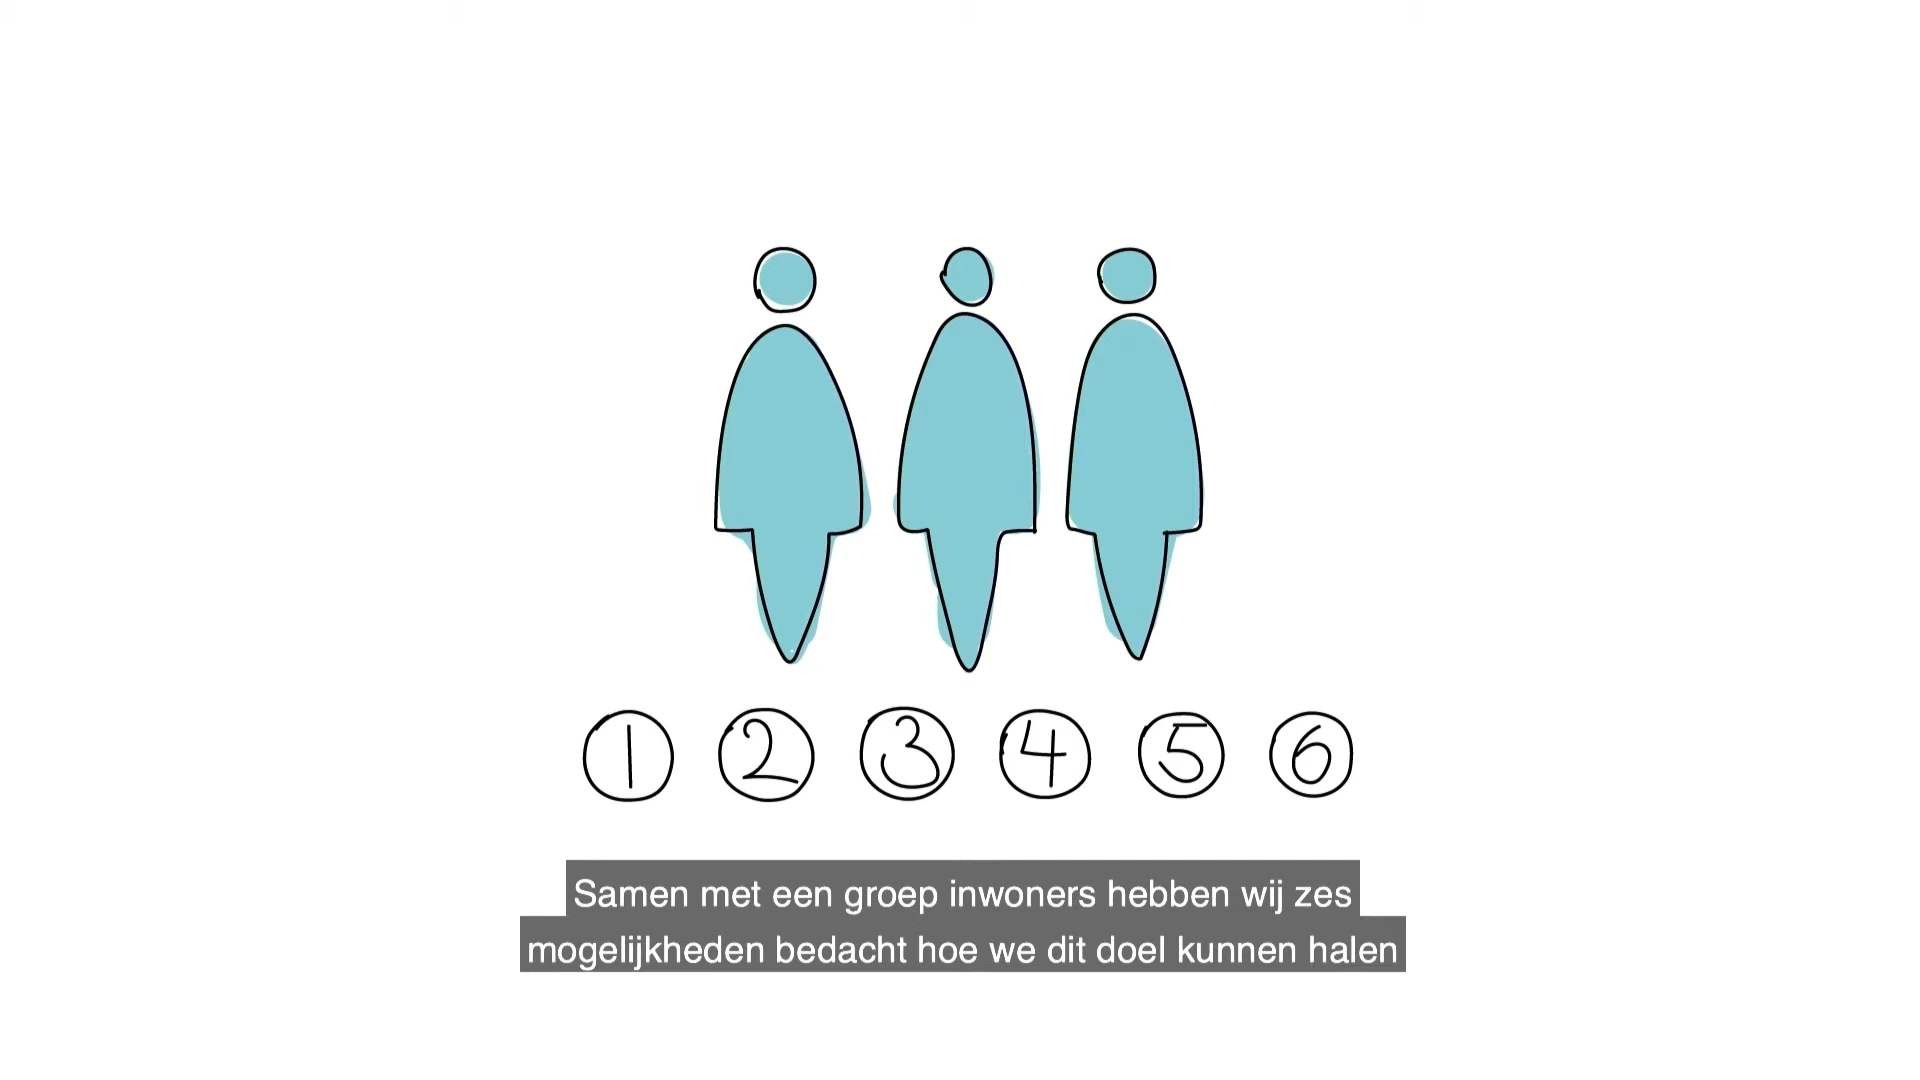 1 2 3 4 5 6
Samen met een groep inwoners hebben wij zes
mogelijkheden bedacht hoe we dit doel kunnen halen